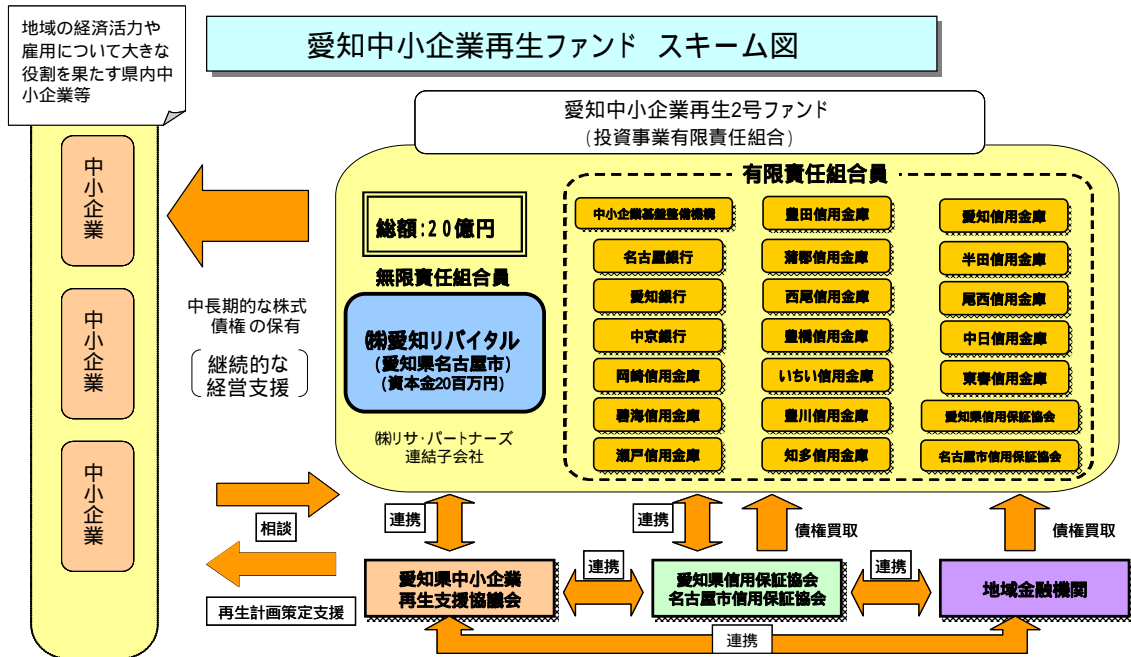 地域の経済活力や
雇用について大きな
役割を果たす県内中
小企業等
愛知中小企業再生ファンド スキーム図
愛知中小企業再生2号ファンド
(投資事業有限責任組合)
中小企業
中小企業
中小企業
中長期的な株式
債権の保有
継続的な
経営支援
総額:20億円
無限責任組合員
㈱愛知リバイタル
(愛知県名古屋市)
(資本金20百万円)
㈱リサ・パートナーズ
連結子会社
有限責任組合員
中小企業基盤整備機構
名古屋銀行
愛知銀行
中京銀行
岡崎信用金庫
碧海信用金庫
瀬戸信用金庫
豊田信用金庫
蒲郡信用金庫
西尾信用金庫
豊橋信用金庫
いちい信用金庫
豊川信用金庫
知多信用金庫
愛知信用金庫
半田信用金庫
尾西信用金庫
中日信用金庫
東春信用金庫
愛知県信用保証協会
名古屋市信用保証協会
相談
再生計画策定支援
連携
連携
債権買取
債権買取
愛知県中小企業
再生支援協議会
連携
愛知県信用保証協会
名古屋市信用保証協会
連携
地域金融機関
連携